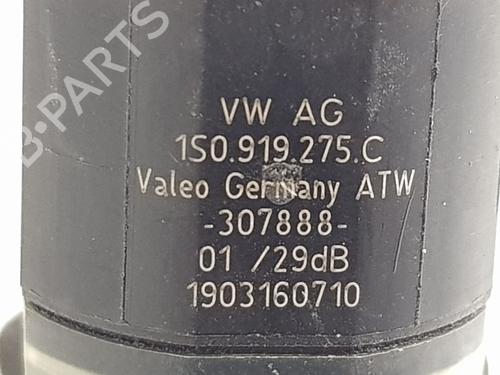 VW AG
1S0.919.275.C
Valeo Germany ATW
-307888-
01 /29dB
1903160710
B-PARTS